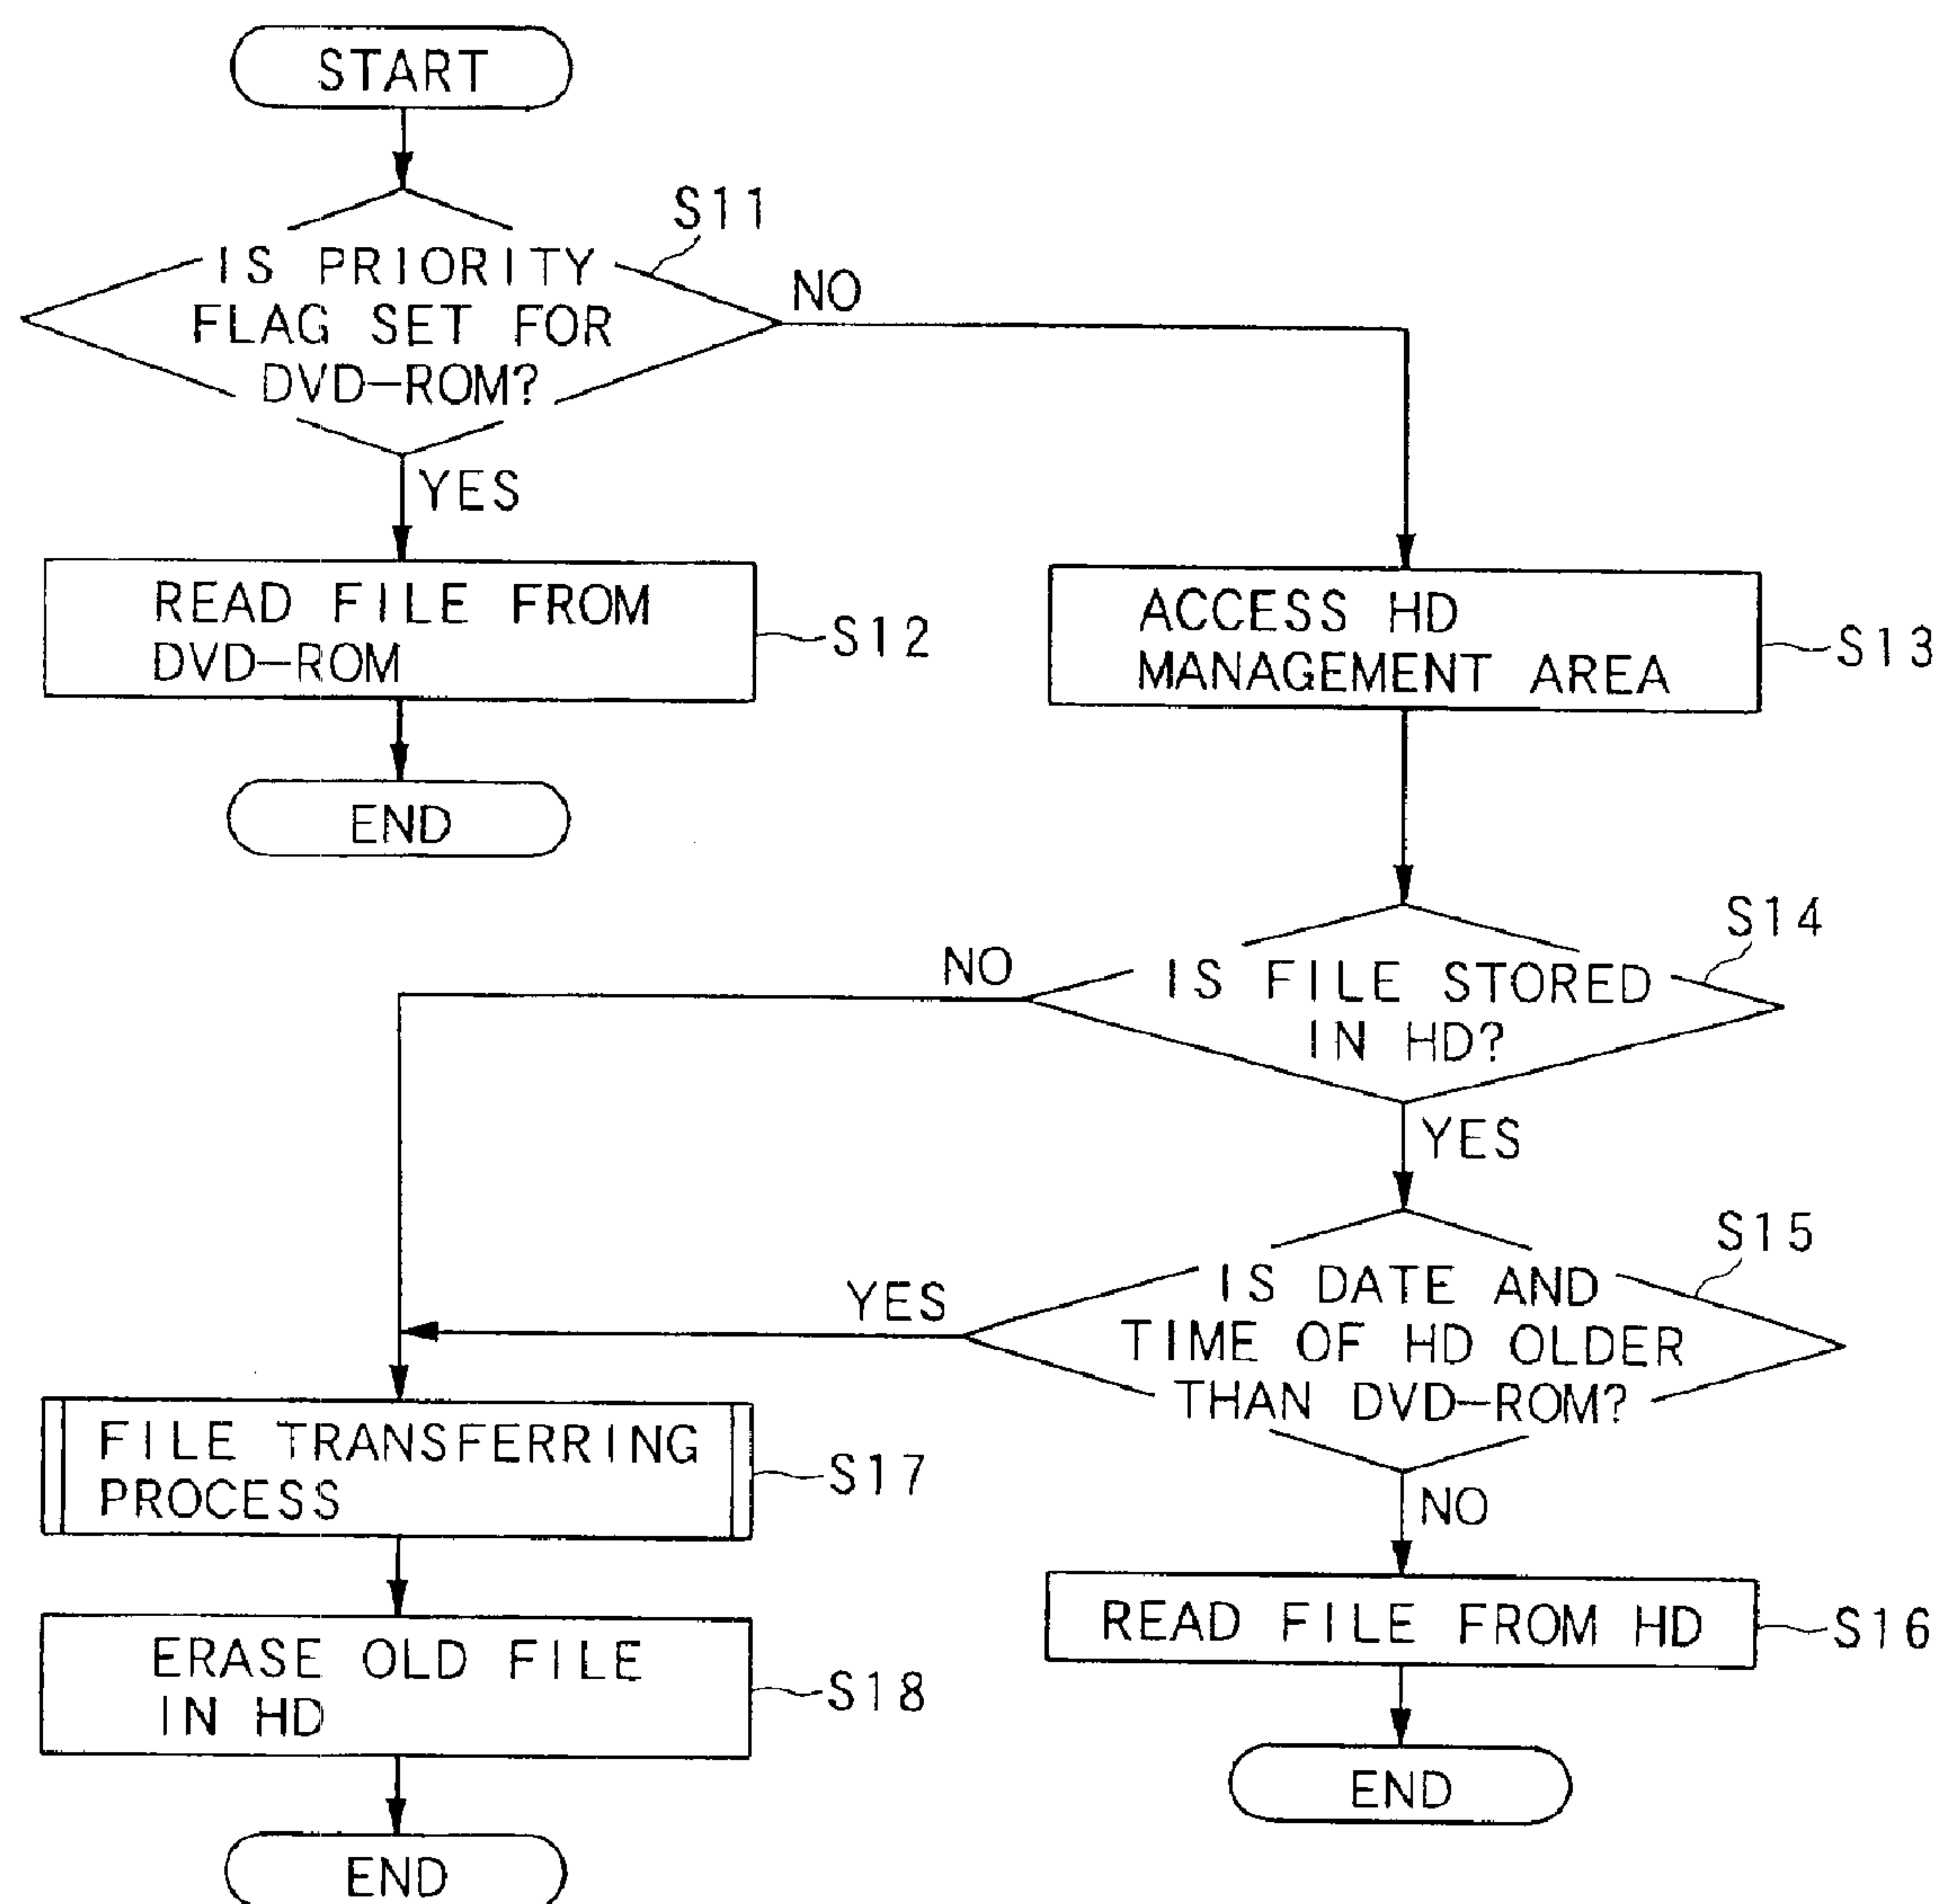 START
S11
IS PRIORITY
FLAG SET FOR
DVD-ROM?
NO
YES
READ FILE FROM
DVD-ROM
S12
END
ACCESS HD
MANAGEMENT AREA
S13
S14
IS FILE STORED
IN HD?
NO
YES
S15
IS DATE AND
TIME OF HD OLDER
THAN DVD-ROM?
YES
NO
FILE TRANSFERRING
PROCESS
S17
READ FILE FROM HD
S16
ERASE OLD FILE
IN HD
S18
END
END